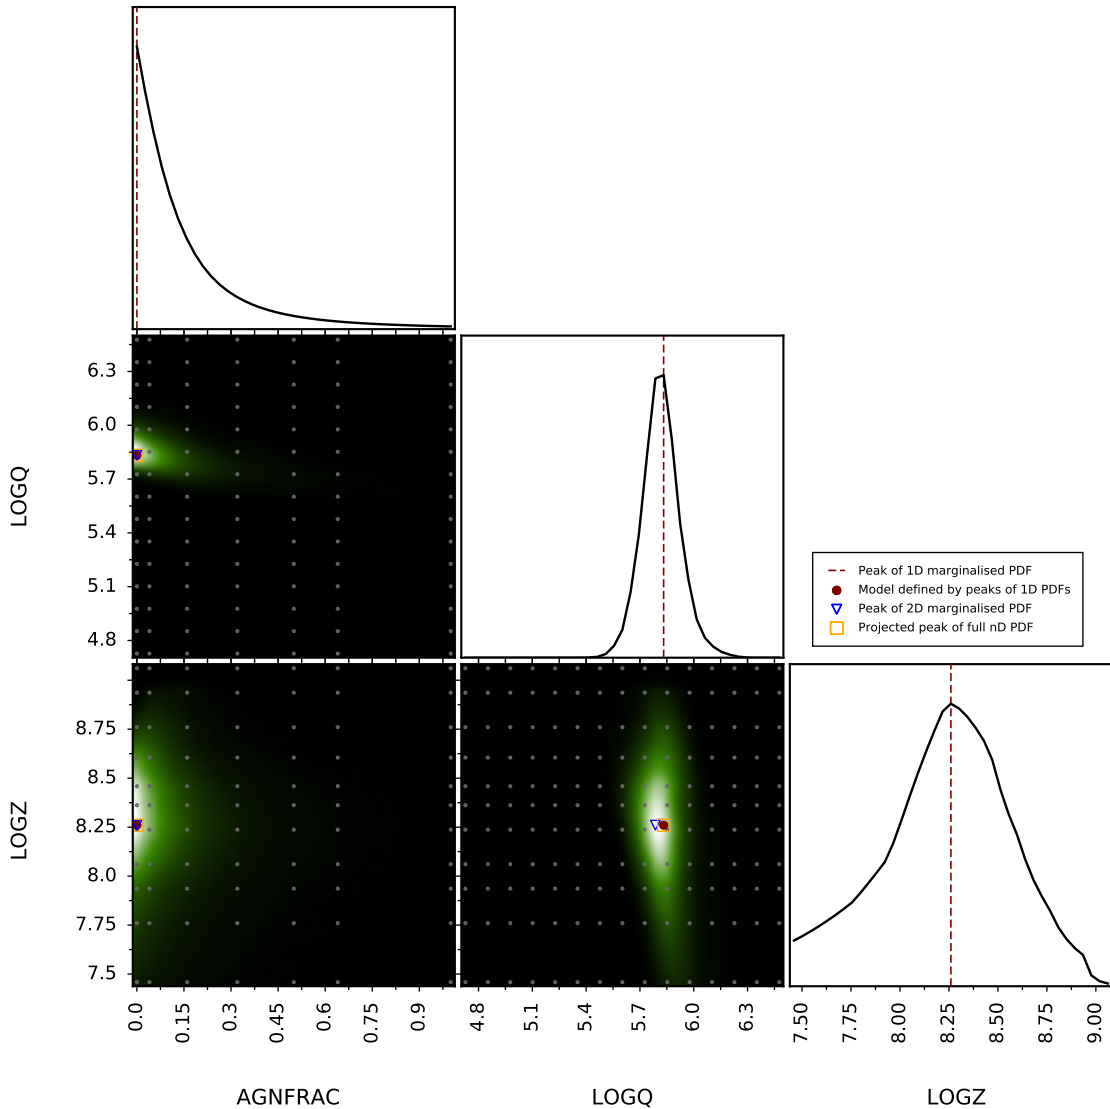 6.3
6.0
5.7
5.4
5.1
4.8
LOGQ
Peak of 1D marginalised PDF
Model defined by peaks of 1D PDFs
Peak of 2D marginalised PDF
Projected peak of full nD PDF
8.75
8.5
8.25
8.0
7.75
7.5
LOGZ
0.0 0.15 0.3 0.45 0.6 0.75 0.9
4.8 5.1 5.4 5.7 6.0 6.3
7.50 7.75 8.00 8.25 8.50 8.75 9.00
AGNFRAC LOGQ LOGZ